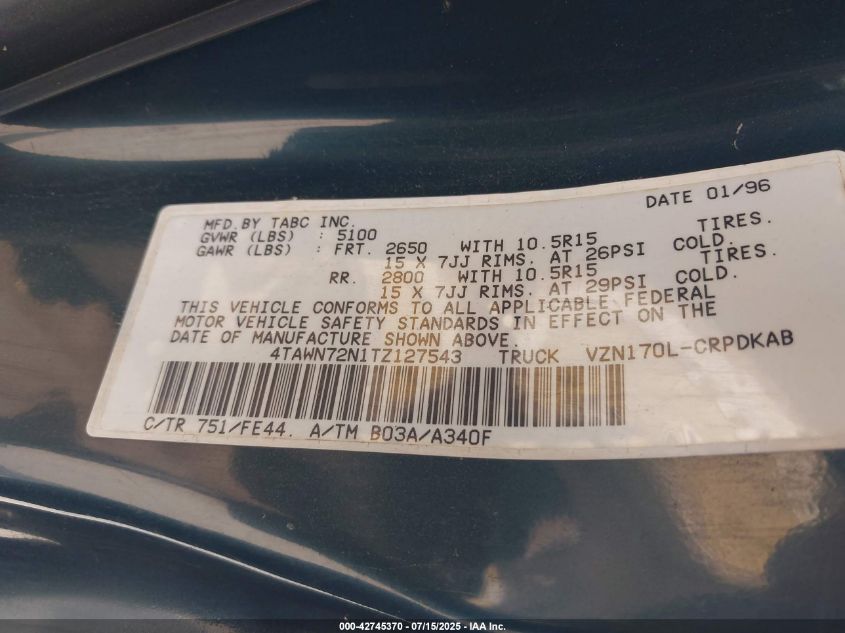 DATE 01/96
MFD.BY TABC INC.
GVWR (LBS) : 5100
GAWR (LBS) : FRT. 2650 WITH 10.5R15 TIRES.
15 X 7JJ RIMS. AT 26PSI COLD.
RR. 2800 WITH 10.5R15 TIRES.
15 X 7JJ RIMS. AT 29PSI COLD.
THIS VEHICLE CONFORMS TO ALL APPLICABLE FEDERAL
MOTOR VEHICLE SAFETY STANDARDS IN EFFECT ON THE
DATE OF MANUFACTURE SHOWN ABOVE.
4TAWN72N1TZ127543 TRUCK VZN170L-CRPDKAB
C/TR 751/FE44. A/TM B03A/A340F
000-42745370 - 07/15/2025 - IAA Inc.